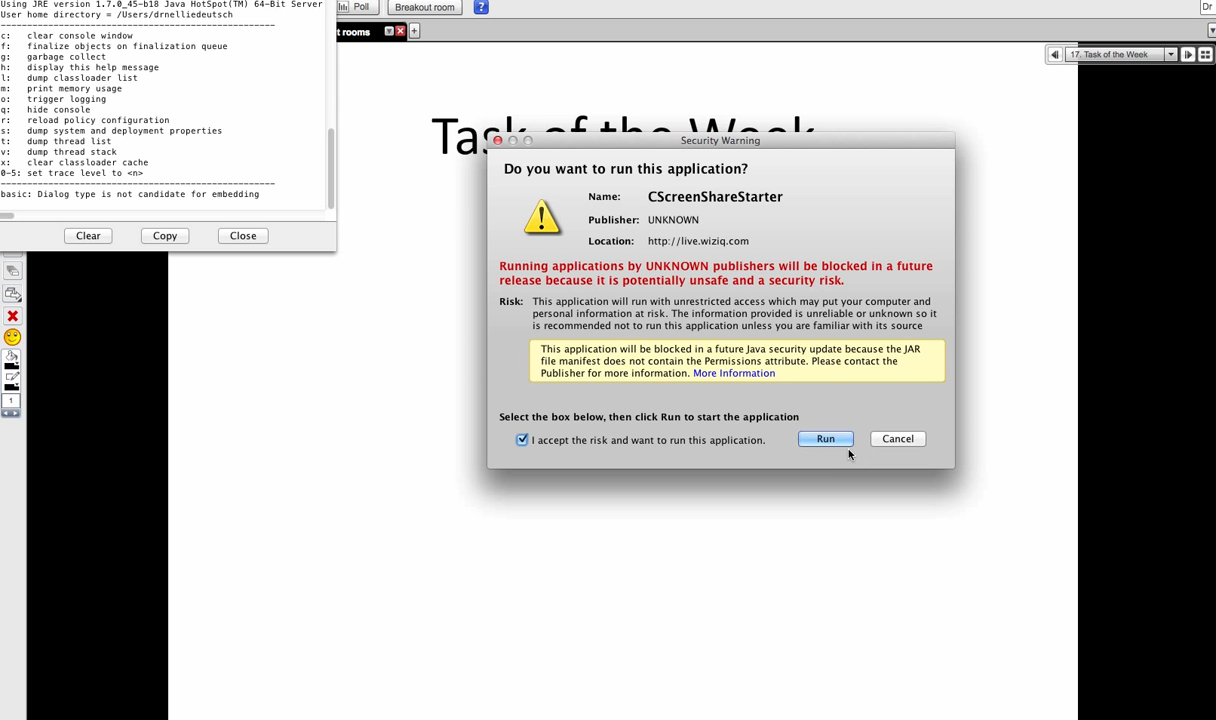 Using JRE version 1.7.0_45-b18 Java HotSpot(TM) 64-Bit Server
User home directory = /Users/drnelliedeutsch
----------------------------------------------------
c:   clear console window
f:   finalize objects on finalization queue
g:   garbage collect
h:   display this help message
l:   dump classloader list
m:   print memory usage
o:   trigger logging
q:   hide console
r:   reload policy configuration
s:   dump system and deployment properties
t:   dump thread list
v:   dump thread stack
x:   clear classloader cache
0-5: set trace level to <n>
----------------------------------------------------
basic: Dialog type is not candidate for embedding
Clear Copy Close
Poll Breakout room ? Dr
t rooms
17. Task of the Week
Task of the Week
Security Warning
Do you want to run this application?
Name: CScreenShareStarter
Publisher: UNKNOWN
Location: http://live.wiziq.com
Running applications by UNKNOWN publishers will be blocked in a future
release because it is potentially unsafe and a security risk.
Risk: This application will run with unrestricted access which may put your computer and
personal information at risk. The information provided is unreliable or unknown so it
is recommended not to run this application unless you are familiar with its source
This application will be blocked in a future Java security update because the JAR
file manifest does not contain the Permissions attribute. Please contact the
Publisher for more information. More Information
Select the box below, then click Run to start the application
I accept the risk and want to run this application.
Run Cancel
1